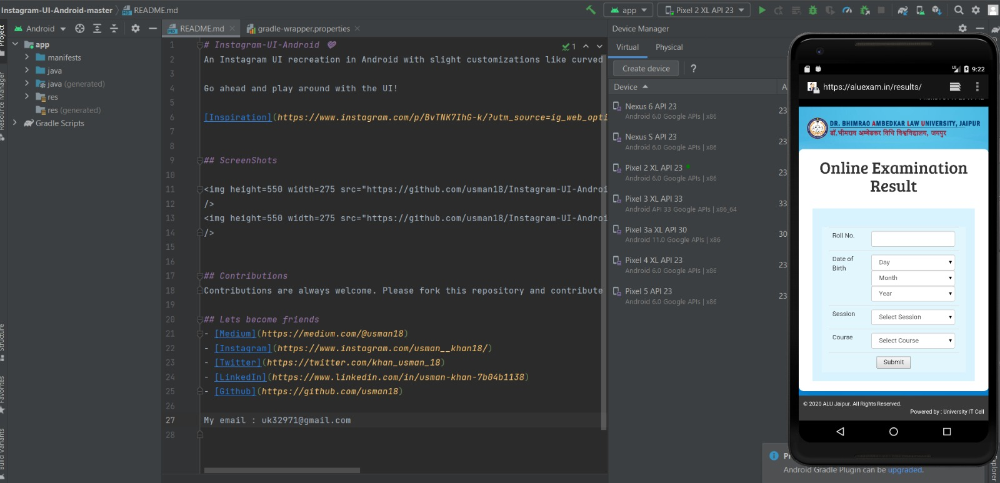 Instagram-UI-Android-master
README.md
app
Pixel 2 XL API 23
Android
README.md
gradle-wrapper.properties
Device Manager
Project
Resource Manager
Structure
Favorites
Build Variants
app
manifests
java
java (generated)
res
res (generated)
Gradle Scripts
1
1 # Instagram-UI-Android 💜
2 An Instagram UI recreation in Android with slight customizations like curved
3
4 Go ahead and play around with the UI!
5
6 [Inspiration](https://www.instagram.com/p/BvTNK7IhG-k/?utm_source=ig_web_opti
7
8
9 ## ScreenShots
10
11 <img height=550 width=275 src="https://github.com/usman18/Instagram-UI-Androi
12 />
13 <img height=550 width=275 src="https://github.com/usman18/Instagram-UI-Androi
14 />
15
16
17 ## Contributions
18 Contributions are always welcome. Please fork this repository and contribute
19
20 ## Lets become friends
21 - [Medium](https://medium.com/@usman18)
22 - [Instagram](https://www.instagram.com/usman__khan18/)
23 - [Twitter](https://twitter.com/khan_usman_18)
24 - [LinkedIn](https://www.linkedin.com/in/usman-khan-7b04b1138)
25 - [Github](https://github.com/usman18)
26
27 My email : uk32971@gmail.com
28
Virtual
Physical
Create device
?
Device
A
Nexus 6 API 23
Android 6.0 Google APIs | x86
23
Nexus S API 23
Android 6.0 Google APIs | x86
23
Pixel 2 XL API 23
Android 6.0 Google APIs | x86
23
Pixel 3 XL API 33
Android API 33 Google APIs | x86_64
33
Pixel 3a XL API 30
Android 11.0 Google APIs | x86
30
Pixel 4 XL API 23
Android 6.0 Google APIs | x86
23
Pixel 5 API 23
Android 6.0 Google APIs | x86
23
9:22
https://aluexam.in/results/
DR. BHIMRAO AMBEDKAR LAW UNIVERSITY, JAIPUR
डॉ.भीमराव अम्बेडकर विधि विश्वविद्यालय, जयपुर
Online Examination
Result
Roll No.
Date of
Birth
Day
Month
Year
Session
Select Session
Course
Select Course
Submit
© 2020 ALU Jaipur. All Rights Reserved.
Powered by : University IT Cell
Android Gradle Plugin can be upgraded.